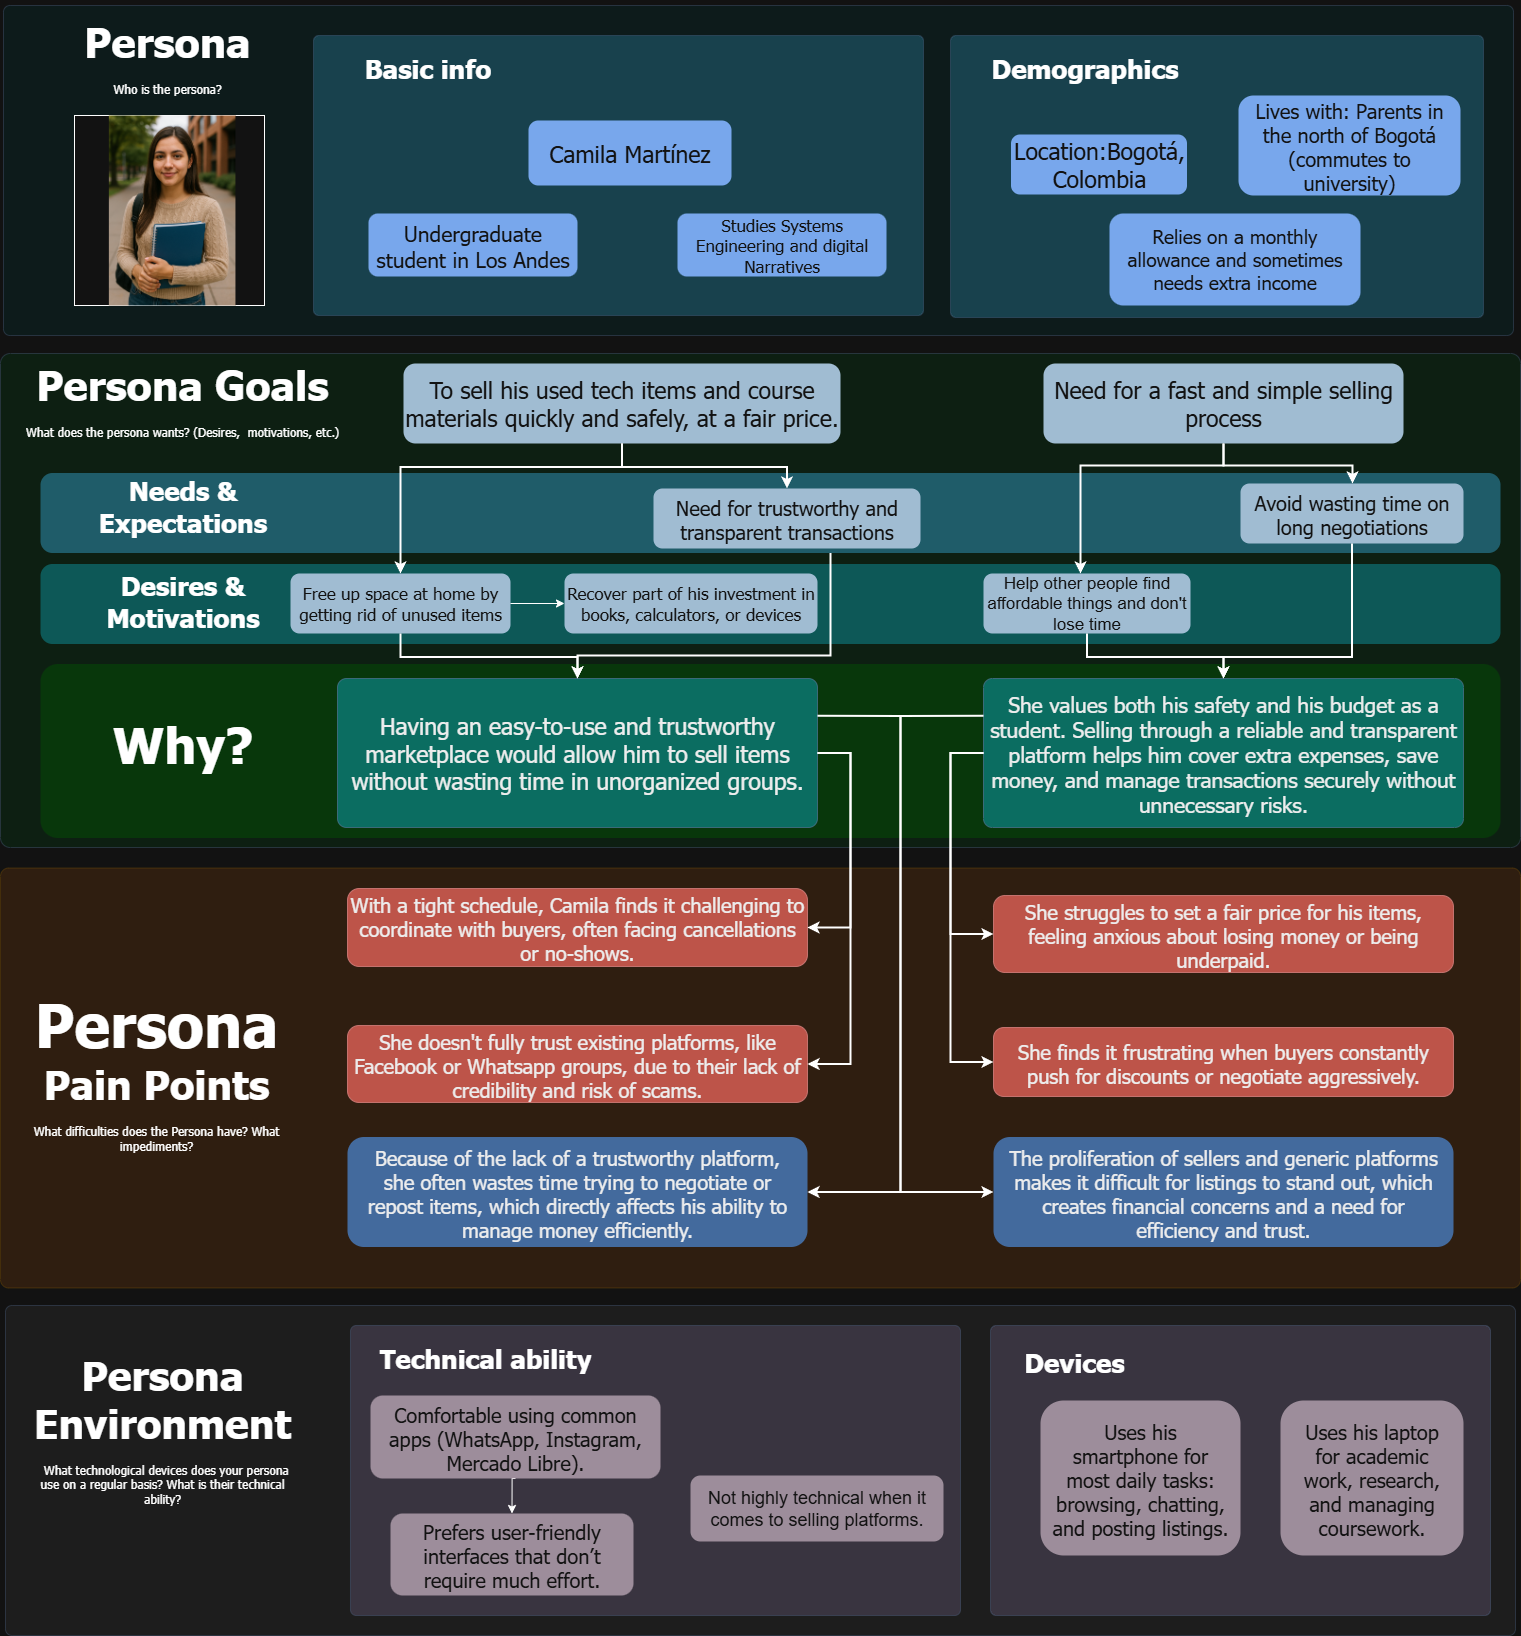 Persona
Who is the persona?
Basic info
Camila Martínez
Undergraduate
student in Los Andes
Studies Systems
Engineering and digital
Narratives
Demographics
Location:Bogotá,
Colombia
Lives with: Parents in
the north of Bogotá
(commutes to
university)
Relies on a monthly
allowance and sometimes
needs extra income
Persona Goals
What does the persona wants? (Desires, motivations, etc.)
To sell his used tech items and course
materials quickly and safely, at a fair price.
Need for a fast and simple selling
process
Needs &
Expectations
Need for trustworthy and
transparent transactions
Avoid wasting time on
long negotiations
Desires &
Motivations
Free up space at home by
getting rid of unused items
Recover part of his investment in
books, calculators, or devices
Help other people find
affordable things and don't
lose time
Why?
Having an easy-to-use and trustworthy
marketplace would allow him to sell items
without wasting time in unorganized groups.
She values both his safety and his budget as a
student. Selling through a reliable and transparent
platform helps him cover extra expenses, save
money, and manage transactions securely without
unnecessary risks.
Persona
Pain Points
What difficulties does the Persona have? What
impediments?
With a tight schedule, Camila finds it challenging to
coordinate with buyers, often facing cancellations
or no-shows.
She struggles to set a fair price for his items,
feeling anxious about losing money or being
underpaid.
She doesn't fully trust existing platforms, like
Facebook or Whatsapp groups, due to their lack of
credibility and risk of scams.
She finds it frustrating when buyers constantly
push for discounts or negotiate aggressively.
Because of the lack of a trustworthy platform,
she often wastes time trying to negotiate or
repost items, which directly affects his ability to
manage money efficiently.
The proliferation of sellers and generic platforms
makes it difficult for listings to stand out, which
creates financial concerns and a need for
efficiency and trust.
Persona
Environment
What technological devices does your persona
use on a regular basis? What is their technical
ability?
Technical ability
Comfortable using common
apps (WhatsApp, Instagram,
Mercado Libre).
Prefers user-friendly
interfaces that don’t
require much effort.
Not highly technical when it
comes to selling platforms.
Devices
Uses his
smartphone for
most daily tasks:
browsing, chatting,
and posting listings.
Uses his laptop
for academic
work, research,
and managing
coursework.